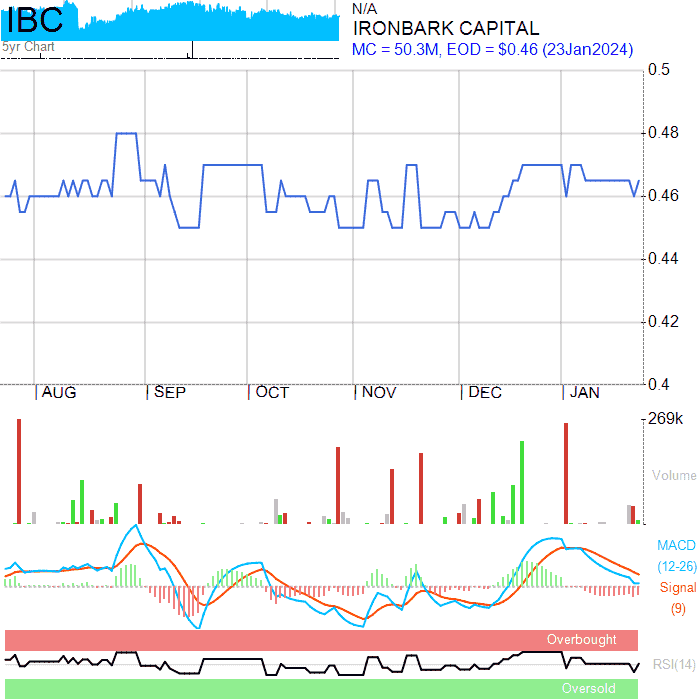 IBC
5yr Chart
N/A
IRONBARK CAPITAL
MC = 50.3M, EOD = $0.46 (23Jan2024)
0.5
0.48
0.46
0.44
0.42
0.4
AUG SEP OCT NOV DEC JAN
269k
Volume
MACD
(12-26)
Signal
(9)
Overbought
RSI(14)
Oversold